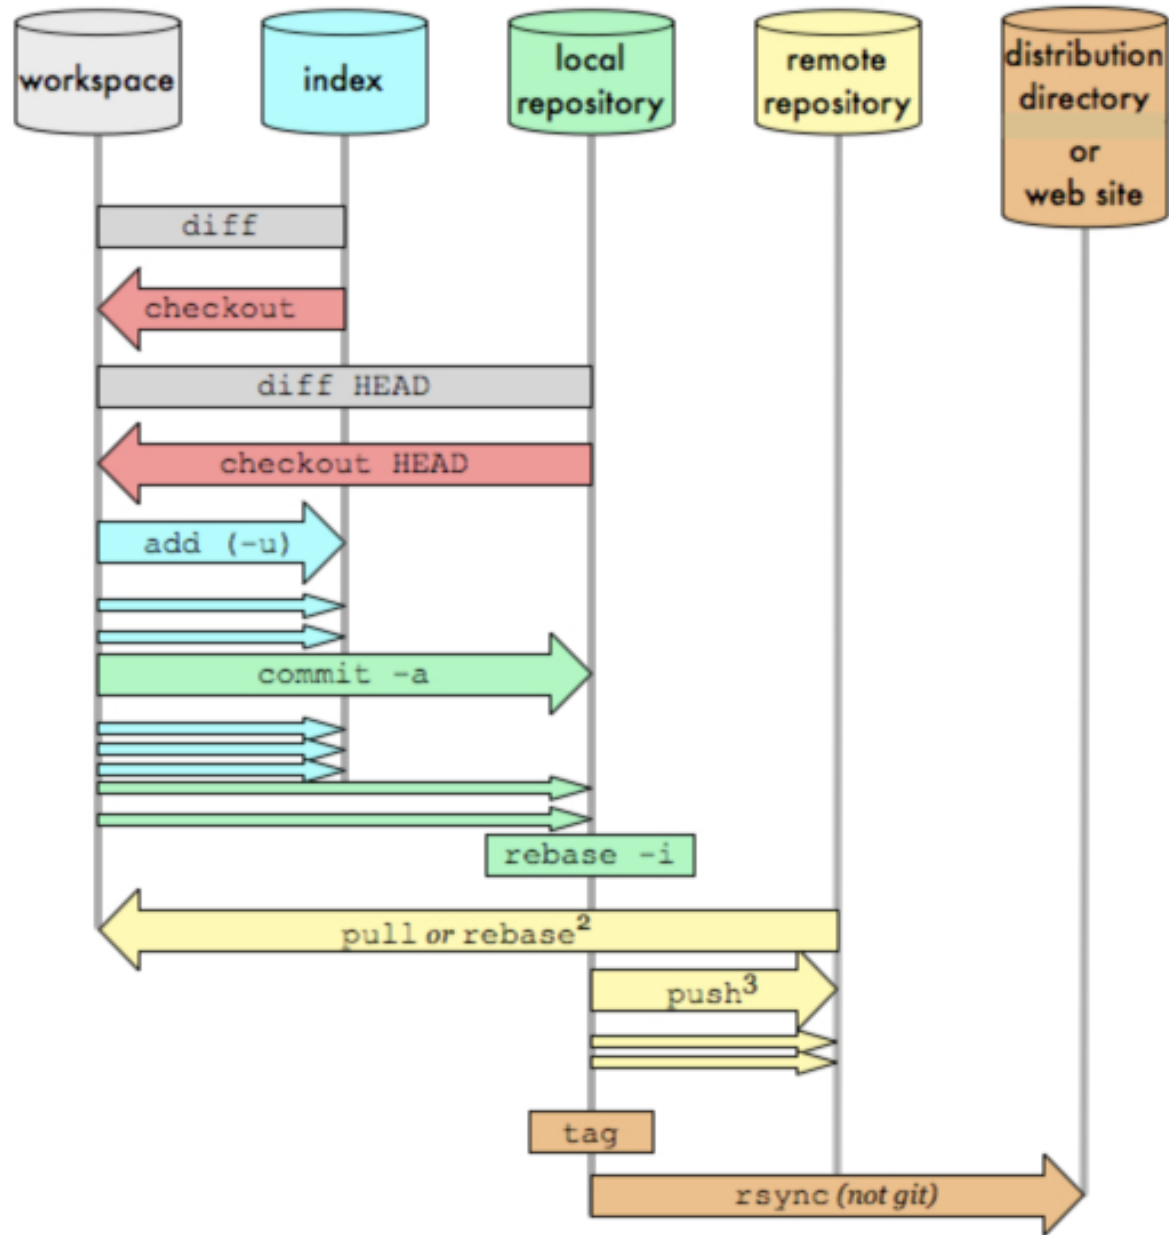 workspace
index
local
repository
remote
repository
distribution
directory
or
web site
diff
checkout
diff HEAD
checkout HEAD
add (-u)
commit -a
rebase -i
pull or rebase²
push³
tag
rsync (not git)